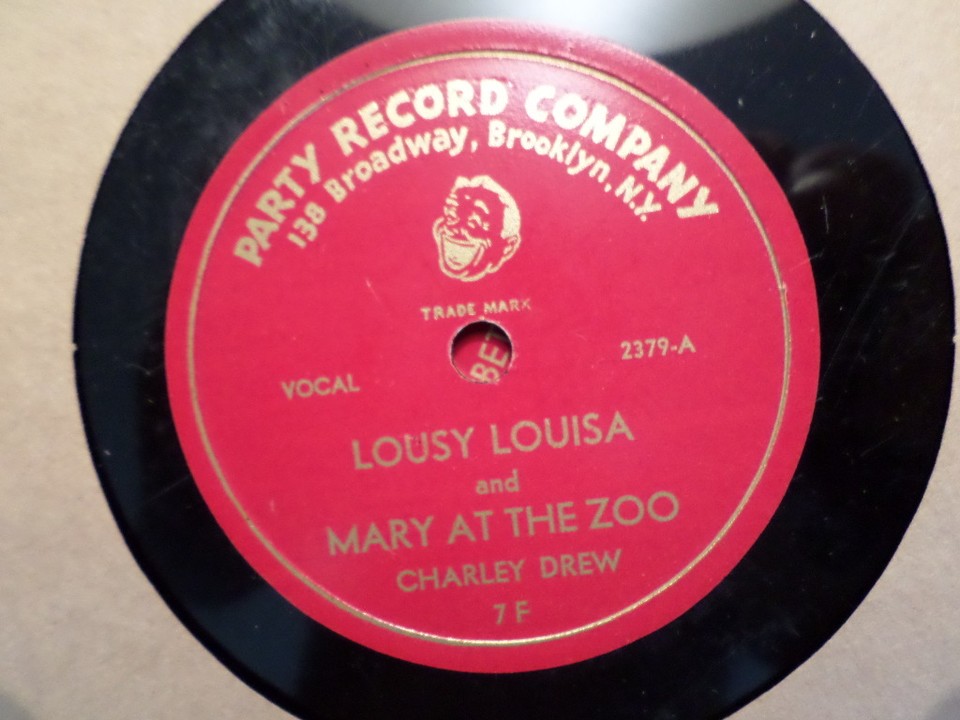 PARTY RECORD COMPANY
138 Broadway, Brooklyn, N.Y.
TRADE MARK
BE
VOCAL
2379-A
LOUSY LOUISA
and
MARY AT THE ZOO
CHARLEY DREW
7 F